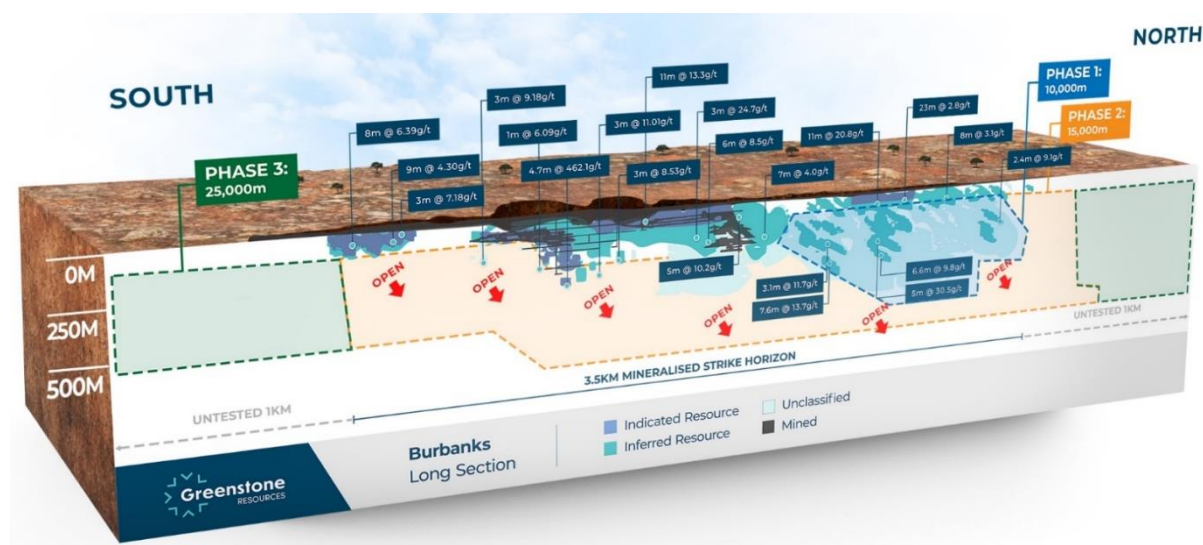 NORTH
SOUTH
PHASE 1:
10,000m
PHASE 2:
15,000m
PHASE 3:
25,000m
11m @ 13.3g/t
3m @ 9.18g/t
3m @ 24.7g/t
23m @ 2.8g/t
8m @ 6.39g/t
1m @ 6.09g/t
3m @ 11.01g/t
6m @ 8.5g/t
11m @ 20.8g/t
8m @ 3.1g/t
9m @ 4.30g/t
4.7m @ 462.1g/t
3m @ 8.53g/t
7m @ 4.0g/t
2.4m @ 9.1g/t
3m @ 7.18g/t
5m @ 10.2g/t
3.1m @ 11.7g/t
7.6m @ 13.7g/t
6.6m @ 9.8g/t
5m @ 30.5g/t
0M
250M
500M
OPEN
OPEN
OPEN
OPEN
OPEN
OPEN
UNTESTED 1KM
3.5KM MINERALISED STRIKE HORIZON
UNTESTED 1KM
Greenstone
RESOURCES
Burbanks
Long Section
Indicated Resource
Inferred Resource
Unclassified
Mined